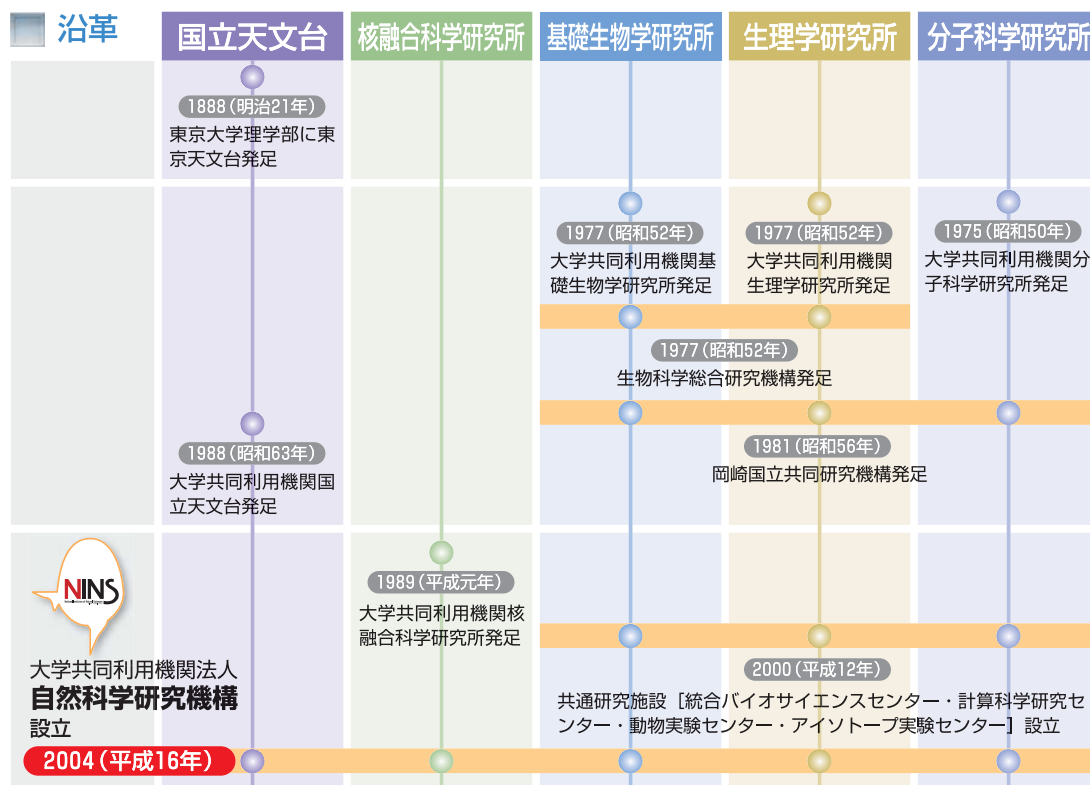 沿革
国立天文台
核融合科学研究所
基礎生物学研究所
生理学研究所
分子科学研究所
1888(明治21年)
東京大学理学部に東
京天文台発足
1977(昭和52年)
大学共同利用機関基
礎生物学研究所発足
1977(昭和52年)
大学共同利用機関
生理学研究所発足
1975(昭和50年)
大学共同利用機関分
子科学研究所発足
1977(昭和52年)
生物科学総合研究機構発足
1981(昭和56年)
岡崎国立共同研究機構発足
1988(昭和63年)
大学共同利用機関国
立天文台発足
1989(平成元年)
大学共同利用機関核
融合科学研究所発足
2000(平成12年)
共通研究施設[統合バイオサイエンスセンター・計算科学研究セ
ンター・動物実験センター・アイソトープ実験センター]設立
NINS
大学共同利用機関法人
自然科学研究機構
設立
2004(平成16年)